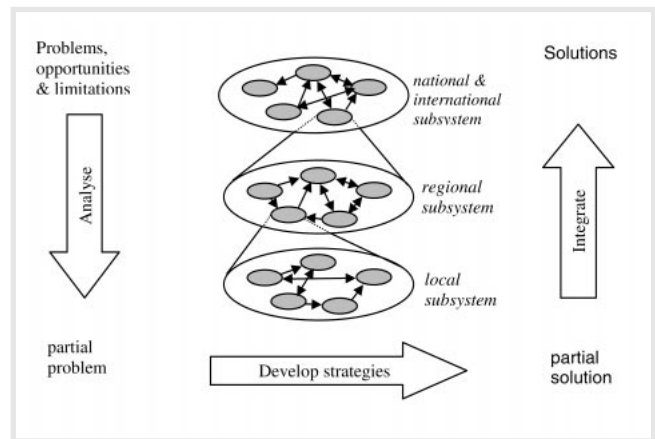 Problems,
opportunities
& limitations
Analyse
partial
problem
national &
international
subsystem
regional
subsystem
local
subsystem
Develop strategies
Solutions
Integrate
partial
solution